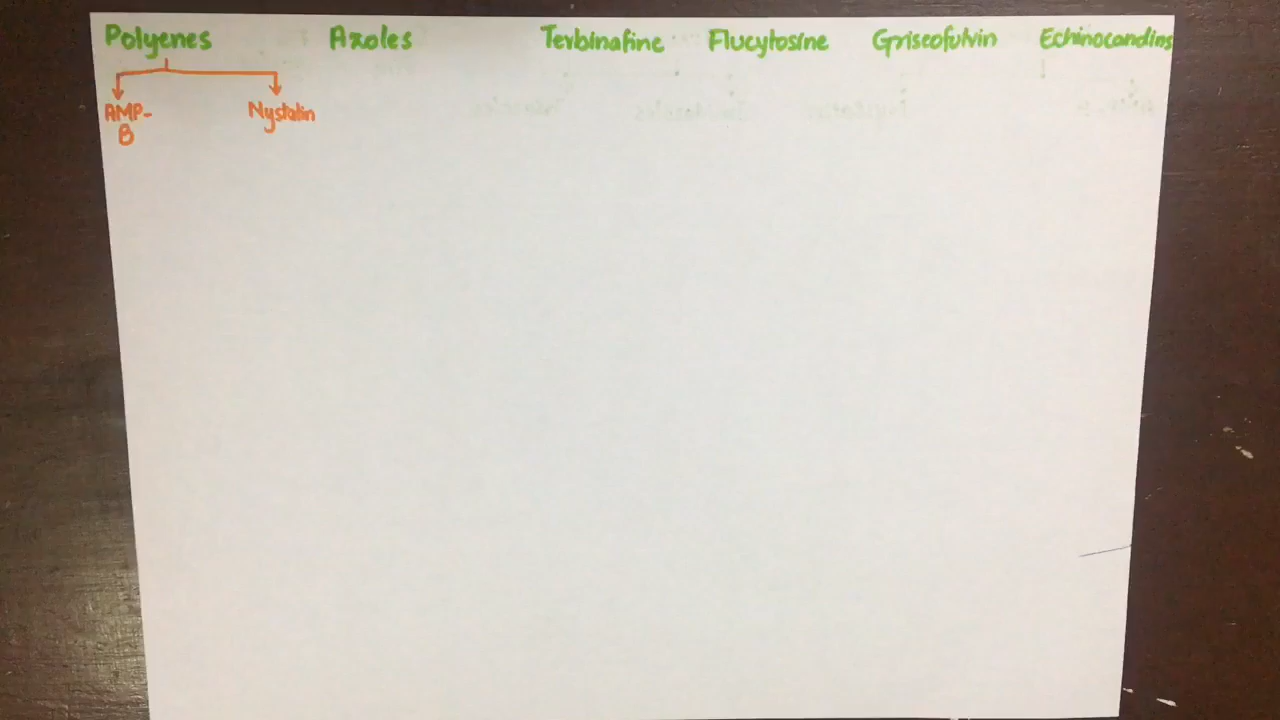 Polyenes Azoles Terbinafine Flucytosine Griseofulvin Echinocandins
AMP-
B
Nystatin